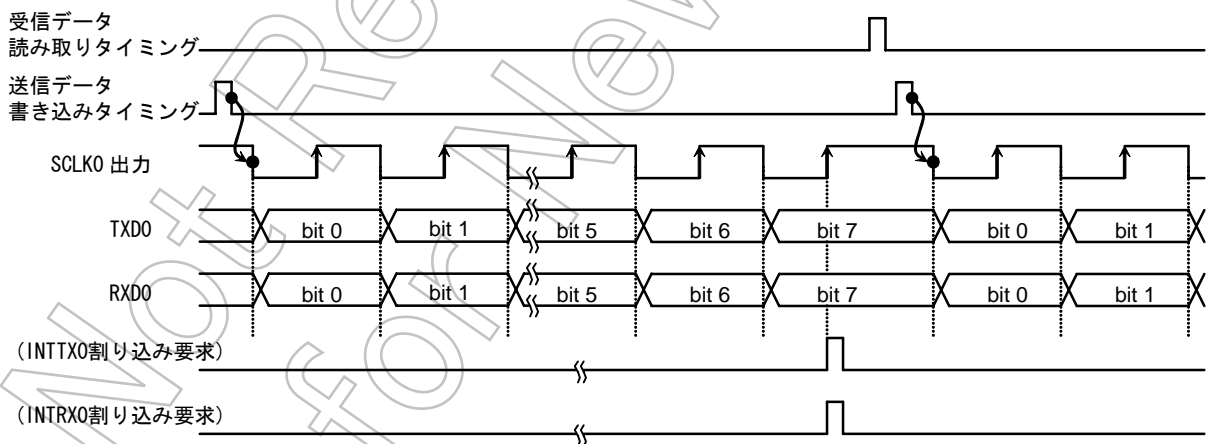 受信データ
読み取りタイミング
送信データ
書き込みタイミング
SCLK0 出力
TXD0 bit 0 bit 1 bit 5 bit 6 bit 7 bit 0 bit 1
RXD0 bit 0 bit 1 bit 5 bit 6 bit 7 bit 0 bit 1
(INTTX0割り込み要求)
(INTRX0割り込み要求)
Not Re
for New